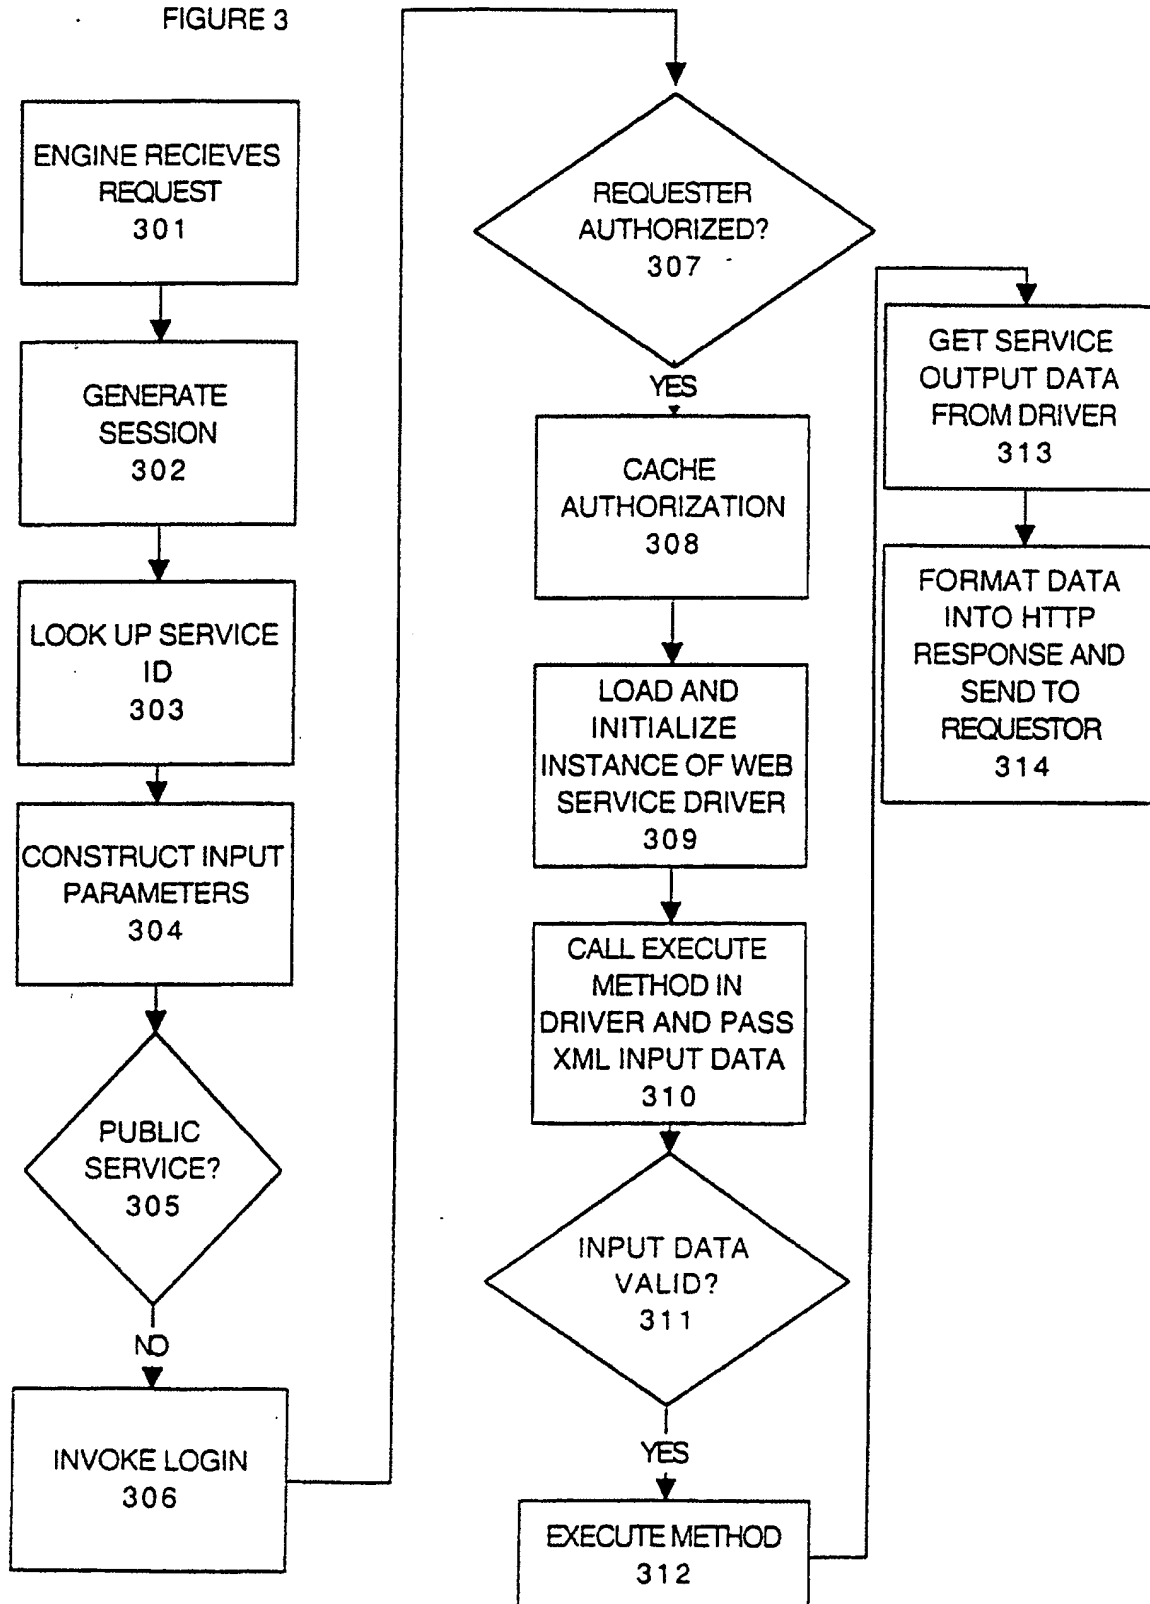 FIGURE 3
ENGINE RECIEVES
REQUEST
301
GENERATE
SESSION
302
LOOK UP SERVICE
ID
303
CONSTRUCT INPUT
PARAMETERS
304
PUBLIC
SERVICE?
305
NO
INVOKE LOGIN
306
REQUESTER
AUTHORIZED?
307
YES
CACHE
AUTHORIZATION
308
LOAD AND
INITIALIZE
INSTANCE OF WEB
SERVICE DRIVER
309
CALL EXECUTE
METHOD IN
DRIVER AND PASS
XML INPUT DATA
310
INPUT DATA
VALID?
311
YES
EXECUTE METHOD
312
GET SERVICE
OUTPUT DATA
FROM DRIVER
313
FORMAT DATA
INTO HTTP
RESPONSE AND
SEND TO
REQUESTOR
314